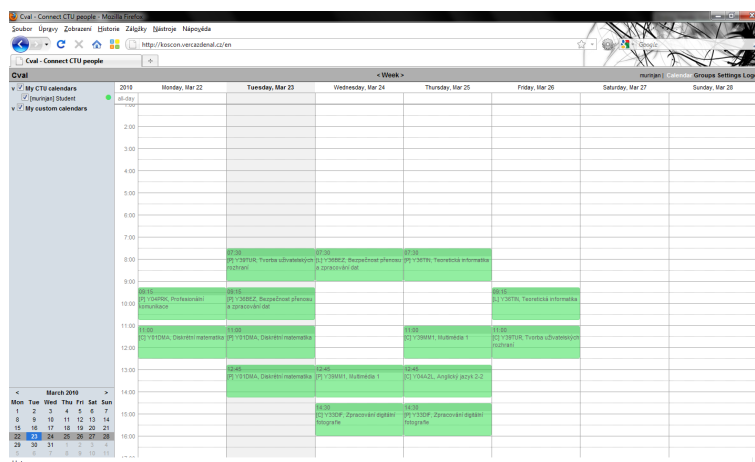 Cval - Connect CTU people - Mozilla Firefox
Soubor Úpravy Zobrazení Historie Záložky Nástroje Nápověda
http://koscon.vercazdenal.cz/en
Google
Cval - Connect CTU people
Cval < Week > murinjan | Calendar Groups Settings Log
My CTU calendars
[murinjan] Student
My custom calendars
2010 Monday, Mar 22 Tuesday, Mar 23 Wednesday, Mar 24 Thursday, Mar 25 Friday, Mar 26 Saturday, Mar 27 Sunday, Mar 28
all-day
1:00
2:00
3:00
4:00
5:00
6:00
7:00
07:30
[P] Y39TUR, Tvorba uživatelských
rozhraní
07:30
[L] Y36BEZ, Bezpečnost přenosu
a zpracování dat
07:30
[P] Y36TIN, Teoretická informatika
8:00
9:00
09:15
[P] Y04PRK, Profesionální
komunikace
09:15
[P] Y36BEZ, Bezpečnost přenosu
a zpracování dat
09:15
[L] Y36TIN, Teoretická informatika
10:00
11:00
11:00
[C] Y01DMA, Diskrétní matematika
11:00
[P] Y01DMA, Diskrétní matematika
11:00
[C] Y39MM1, Multimédia 1
11:00
[C] Y39TUR, Tvorba uživatelských
rozhraní
12:00
12:45
[P] Y01DMA, Diskrétní matematika
12:45
[P] Y39MM1, Multimédia 1
12:45
[C] Y04A2L, Anglický jazyk 2-2
13:00
14:00
14:30
[C] Y33DIF, Zpracování digitální
fotografie
14:30
[P] Y33DIF, Zpracování digitální
fotografie
15:00
16:00
17:00
< March 2010 >
Mon Tue Wed Thu Fri Sat Sun
1 2 3 4 5 6 7
8 9 10 11 12 13 14
15 16 17 18 19 20 21
22 23 24 25 26 27 28
29 30 31 1 2 3 4
5 6 7 8 9 10 11